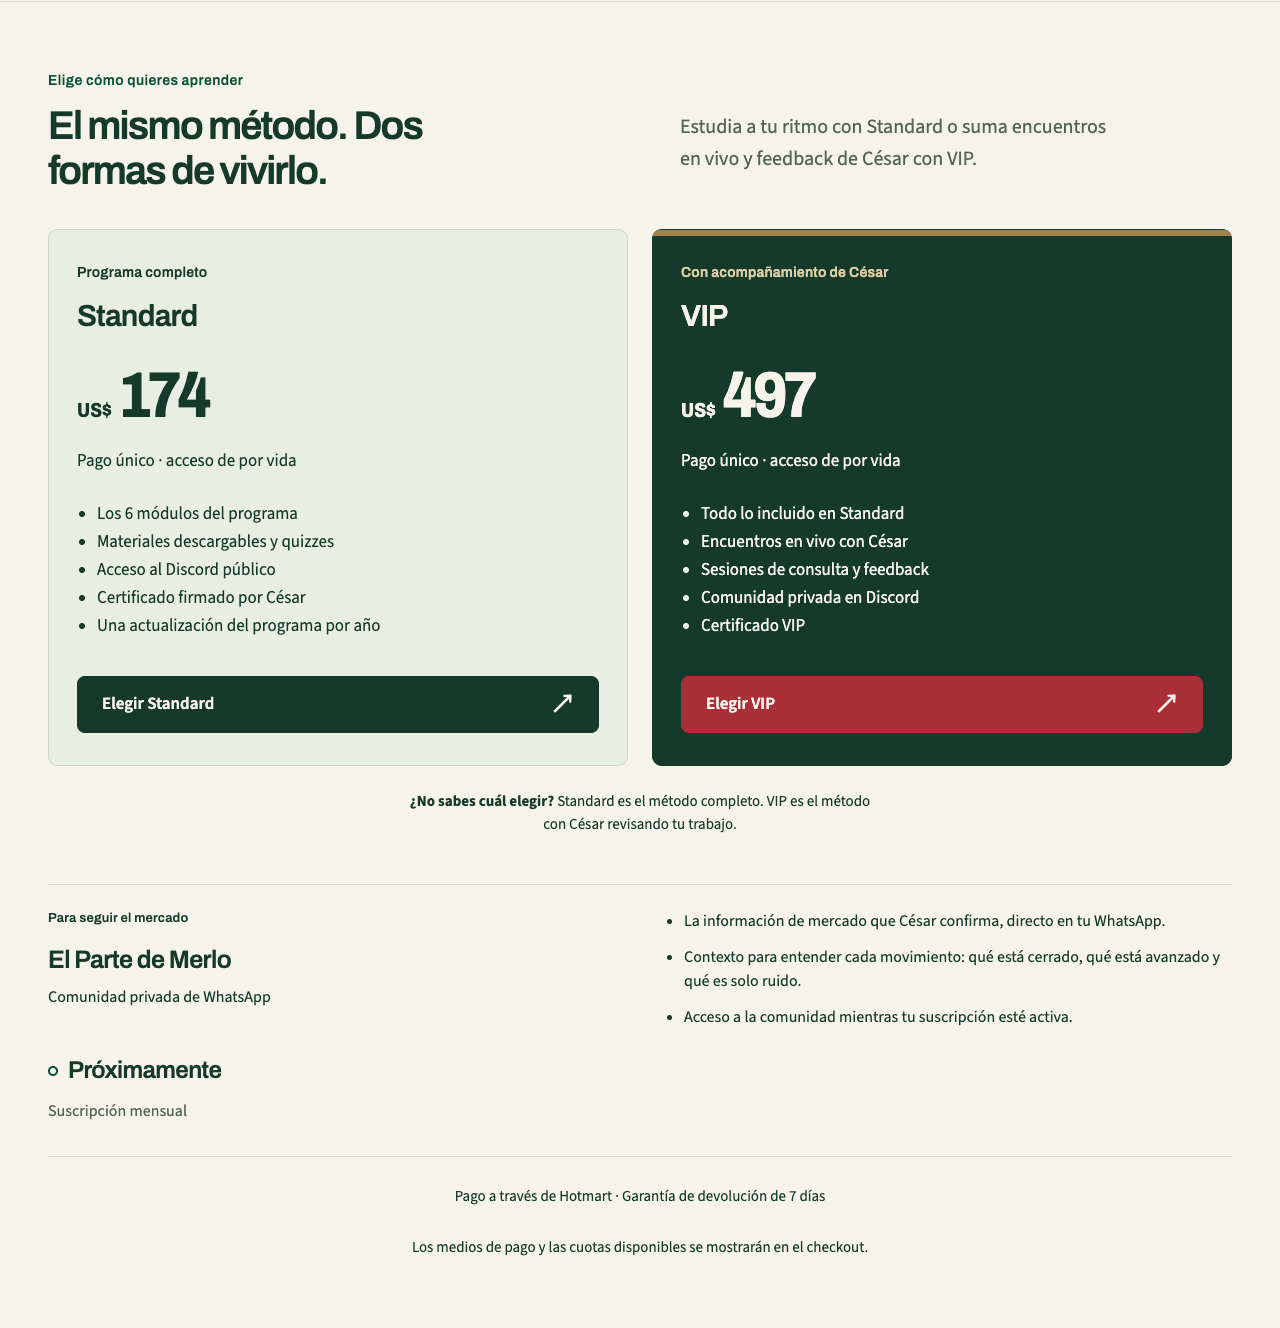 Elige cómo quieres aprender
El mismo método. Dos
formas de vivirlo.
Estudia a tu ritmo con Standard o suma encuentros
en vivo y feedback de César con VIP.
Programa completo
Standard
US$ 174
Pago único · acceso de por vida
• Los 6 módulos del programa
• Materiales descargables y quizzes
• Acceso al Discord público
• Certificado firmado por César
• Una actualización del programa por año
Elegir Standard ↗
Con acompañamiento de César
VIP
US$ 497
Pago único · acceso de por vida
• Todo lo incluido en Standard
• Encuentros en vivo con César
• Sesiones de consulta y feedback
• Comunidad privada en Discord
• Certificado VIP
Elegir VIP ↗
¿No sabes cuál elegir? Standard es el método completo. VIP es el método
con César revisando tu trabajo.
Para seguir el mercado
El Parte de Merlo
Comunidad privada de WhatsApp
Próximamente
Suscripción mensual
• La información de mercado que César confirma, directo en tu WhatsApp.
• Contexto para entender cada movimiento: qué está cerrado, qué está avanzado y
qué es solo ruido.
• Acceso a la comunidad mientras tu suscripción esté activa.
Pago a través de Hotmart · Garantía de devolución de 7 días
Los medios de pago y las cuotas disponibles se mostrarán en el checkout.